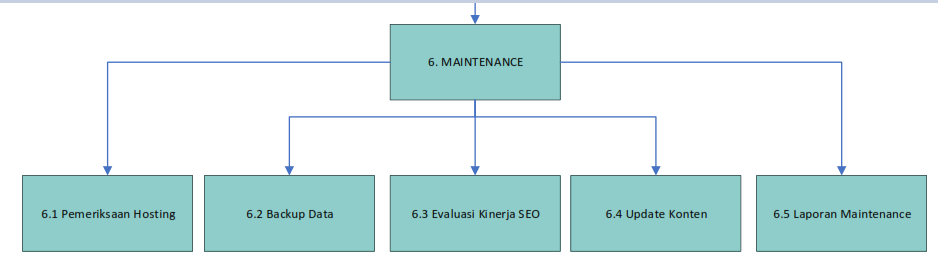 6. MAINTENANCE
6.1 Pemeriksaan Hosting
6.2 Backup Data
6.3 Evaluasi Kinerja SEO
6.4 Update Konten
6.5 Laporan Maintenance